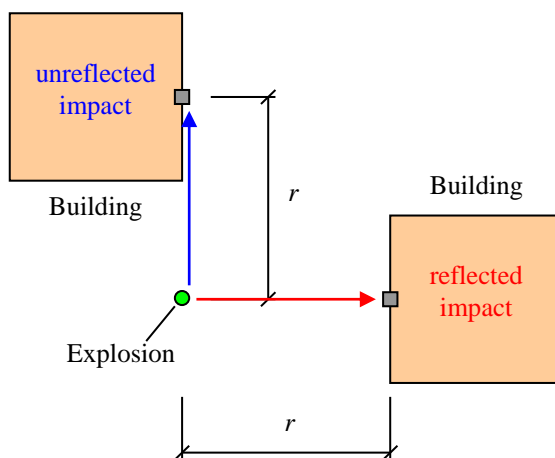 unreflected
impact
Building
r
Building
reflected
impact
Explosion
r